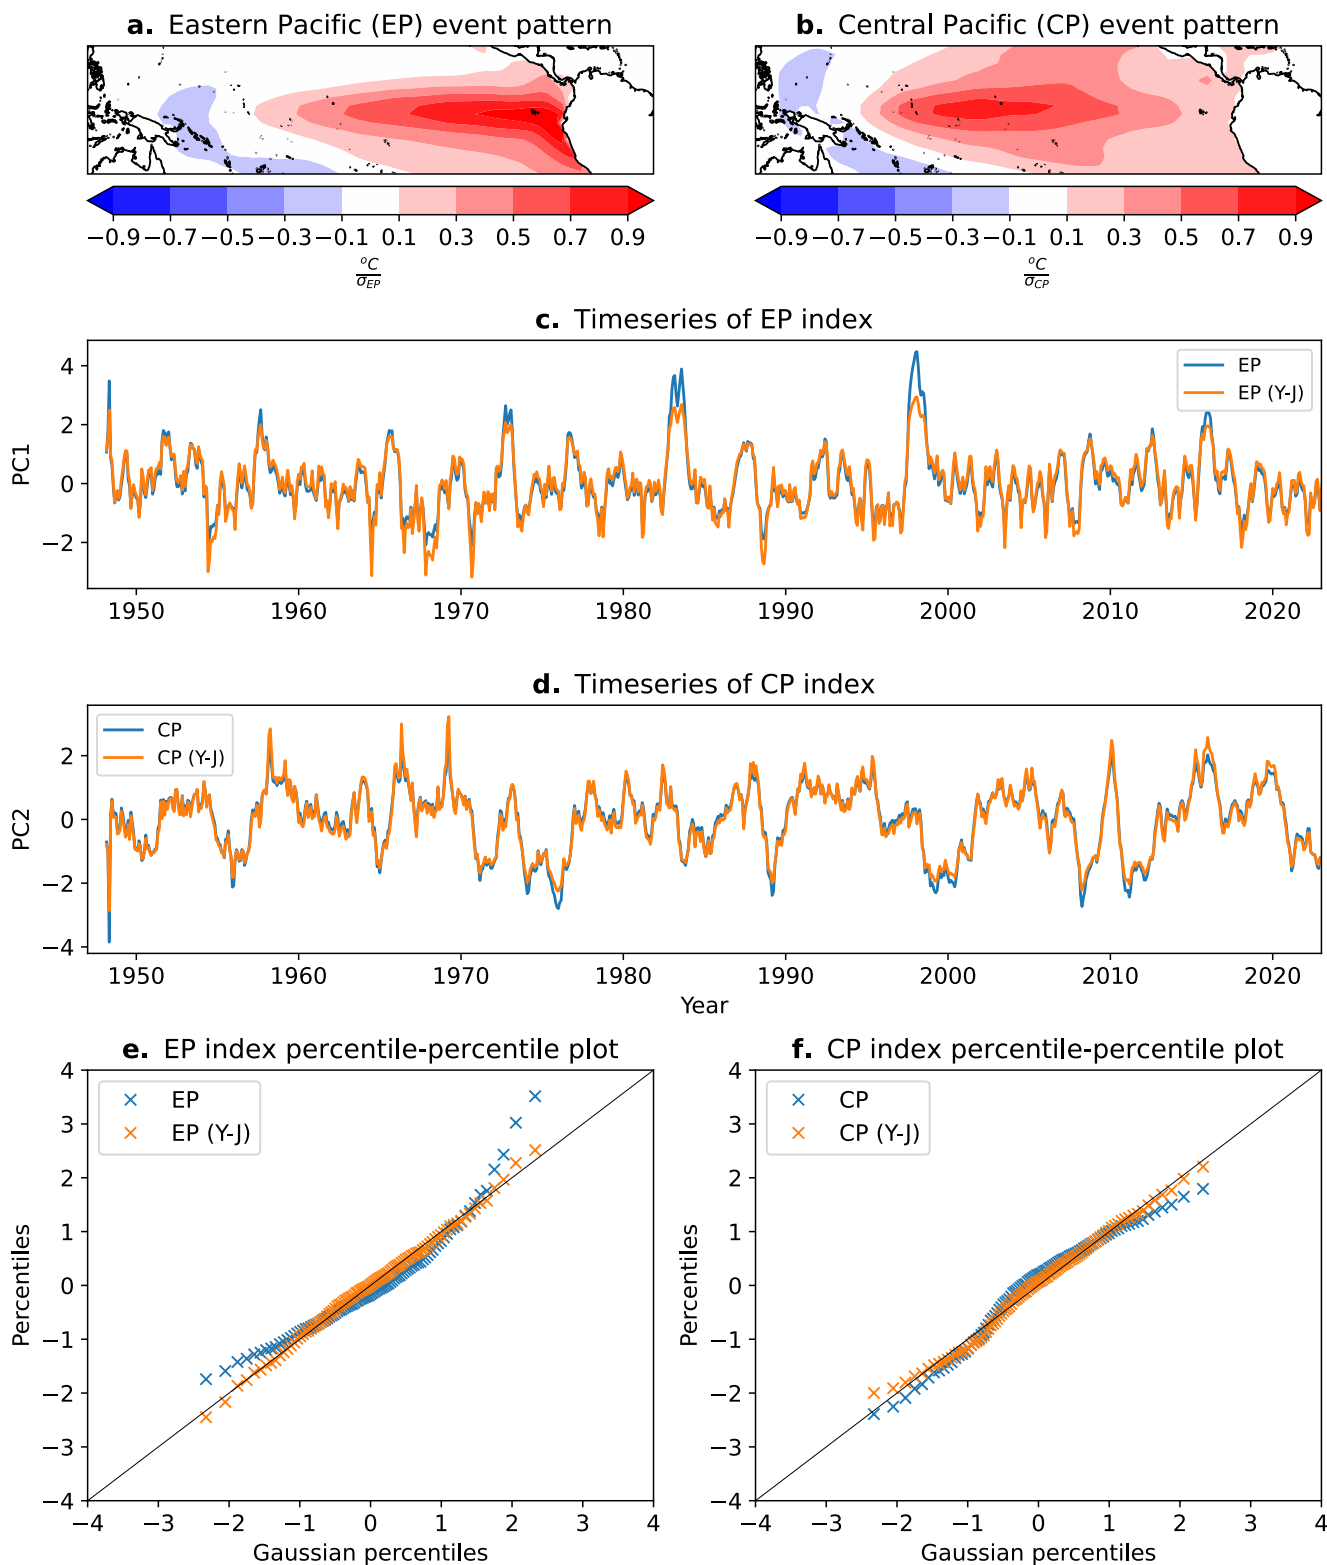 a. Eastern Pacific (EP) event pattern
b. Central Pacific (CP) event pattern
−0.9 −0.7 −0.5 −0.3 −0.1 0.1 0.3 0.5 0.7 0.9
°C
σEP
−0.9 −0.7 −0.5 −0.3 −0.1 0.1 0.3 0.5 0.7 0.9
°C
σCP
c. Timeseries of EP index
PC1
4
2
0
−2
EP
EP (Y-J)
1950 1960 1970 1980 1990 2000 2010 2020
d. Timeseries of CP index
PC2
2
0
−2
−4
CP
CP (Y-J)
1950 1960 1970 1980 1990 2000 2010 2020
Year
e. EP index percentile-percentile plot
Percentiles
4
3
2
1
0
−1
−2
−3
−4
EP
EP (Y-J)
−4 −3 −2 −1 0 1 2 3 4
Gaussian percentiles
f. CP index percentile-percentile plot
Percentiles
4
3
2
1
0
−1
−2
−3
−4
CP
CP (Y-J)
−4 −3 −2 −1 0 1 2 3 4
Gaussian percentiles